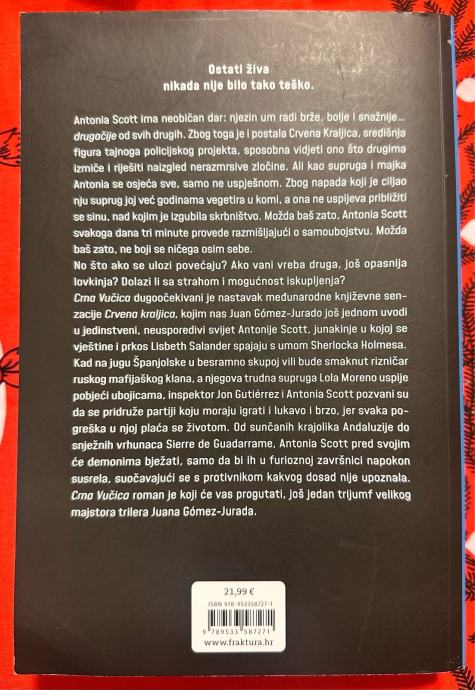 Ostati živa
nikada nije bilo tako teško.
Antonia Scott ima neobičan dar: njezin um radi brže, bolje i snažnije...
drugačije od svih drugih. Zbog toga je i postala Crvena Kraljica, središnja
figura tajnoga policijskog projekta, sposobna vidjeti ono što drugima
izmiče i riješiti naizgled nerazmrsive zločine. Ali kao supruga i majka
Antonia se osjeća sve, samo ne uspješnom. Zbog napada koji je ciljao
nju suprug joj već godinama vegetira u komi, a ona ne uspijeva približiti
se sinu, nad kojim je izgubila skrbništvo. Možda baš zato, Antonia Scott
svakoga dana tri minute provede razmišljajući o samoubojstvu. Možda
baš zato, ne boji se ničega osim sebe.
No što ako se ulozi povećaju? Ako vani vreba druga, još opasnija
lovkinja? Dolazi li sa strahom i mogućnost iskupljenja?
Crna Vučica dugoočekivani je nastavak međunarodne književne sen-
zacije Crvena kraljica, kojim nas Juan Gómez-Jurado još jednom uvodi
u jedinstveni, neusporedivi svijet Antonije Scott, junakinje u kojoj se
vještine i prkos Lisbeth Salander spajaju s umom Sherlocka Holmesa.
Kad na jugu Španjolske u besramno skupoj vili bude smaknut rizničar
ruskog mafijaškog klana, a njegova trudna supruga Lola Moreno uspije
pobjeći ubojicama, inspektor Jon Gutiérrez i Antonia Scott pozvani su
da se pridruže partiji koju moraju igrati i lukavo i brzo, jer svaka po-
greška u njoj plaća se životom. Od sunčanih krajolika Andaluzije do
snježnih vrhunaca Sierre de Guadarrame, Antonia Scott pred svojim
će demonima bježati, samo da bi ih u furioznoj završnici napokon
susrela, suočavajući se s protivnikom kakvog dosad nije upoznala.
Crna Vučica roman je koji će vas progutati, još jedan trijumf velikog
majstora trilera Juana Gómez-Jurada.
21,99 €
ISBN 978-953358727-1
9 789533 587271
www.fraktura.hr